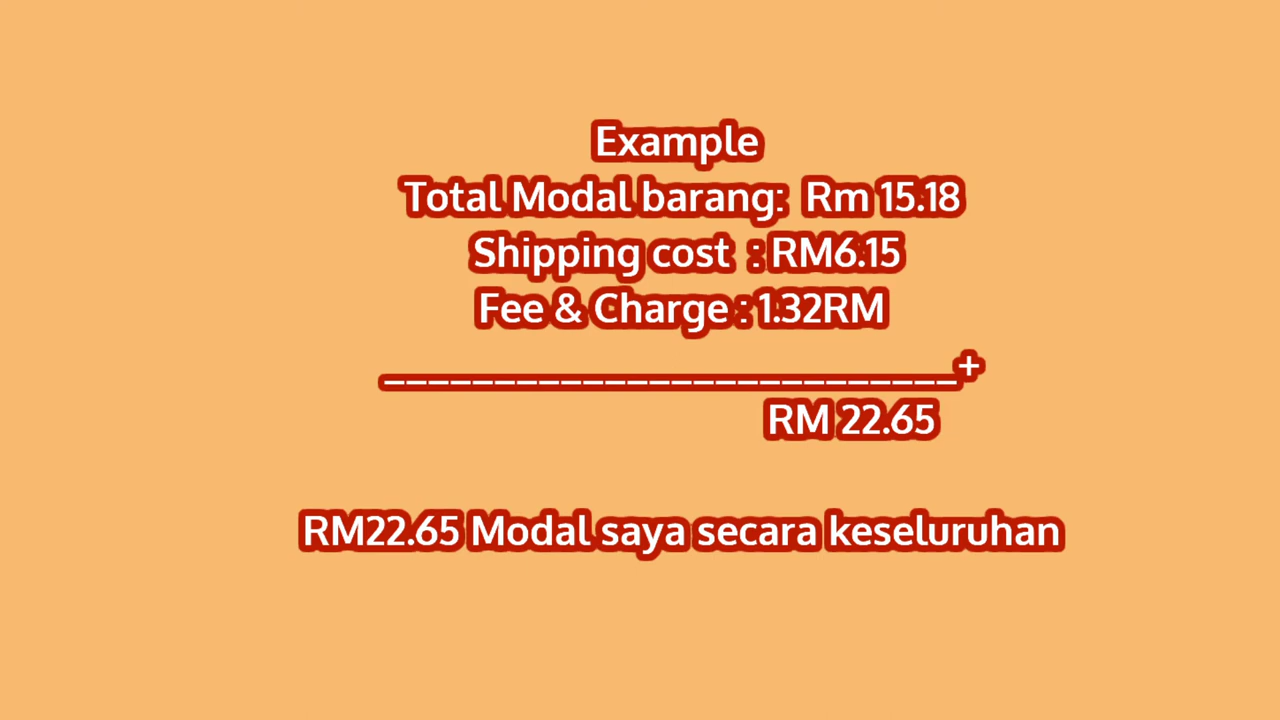 Example
Total Modal barang: Rm 15.18
Shipping cost : RM6.15
Fee & Charge : 1.32RM
___________________________+
RM 22.65
RM22.65 Modal saya secara keseluruhan